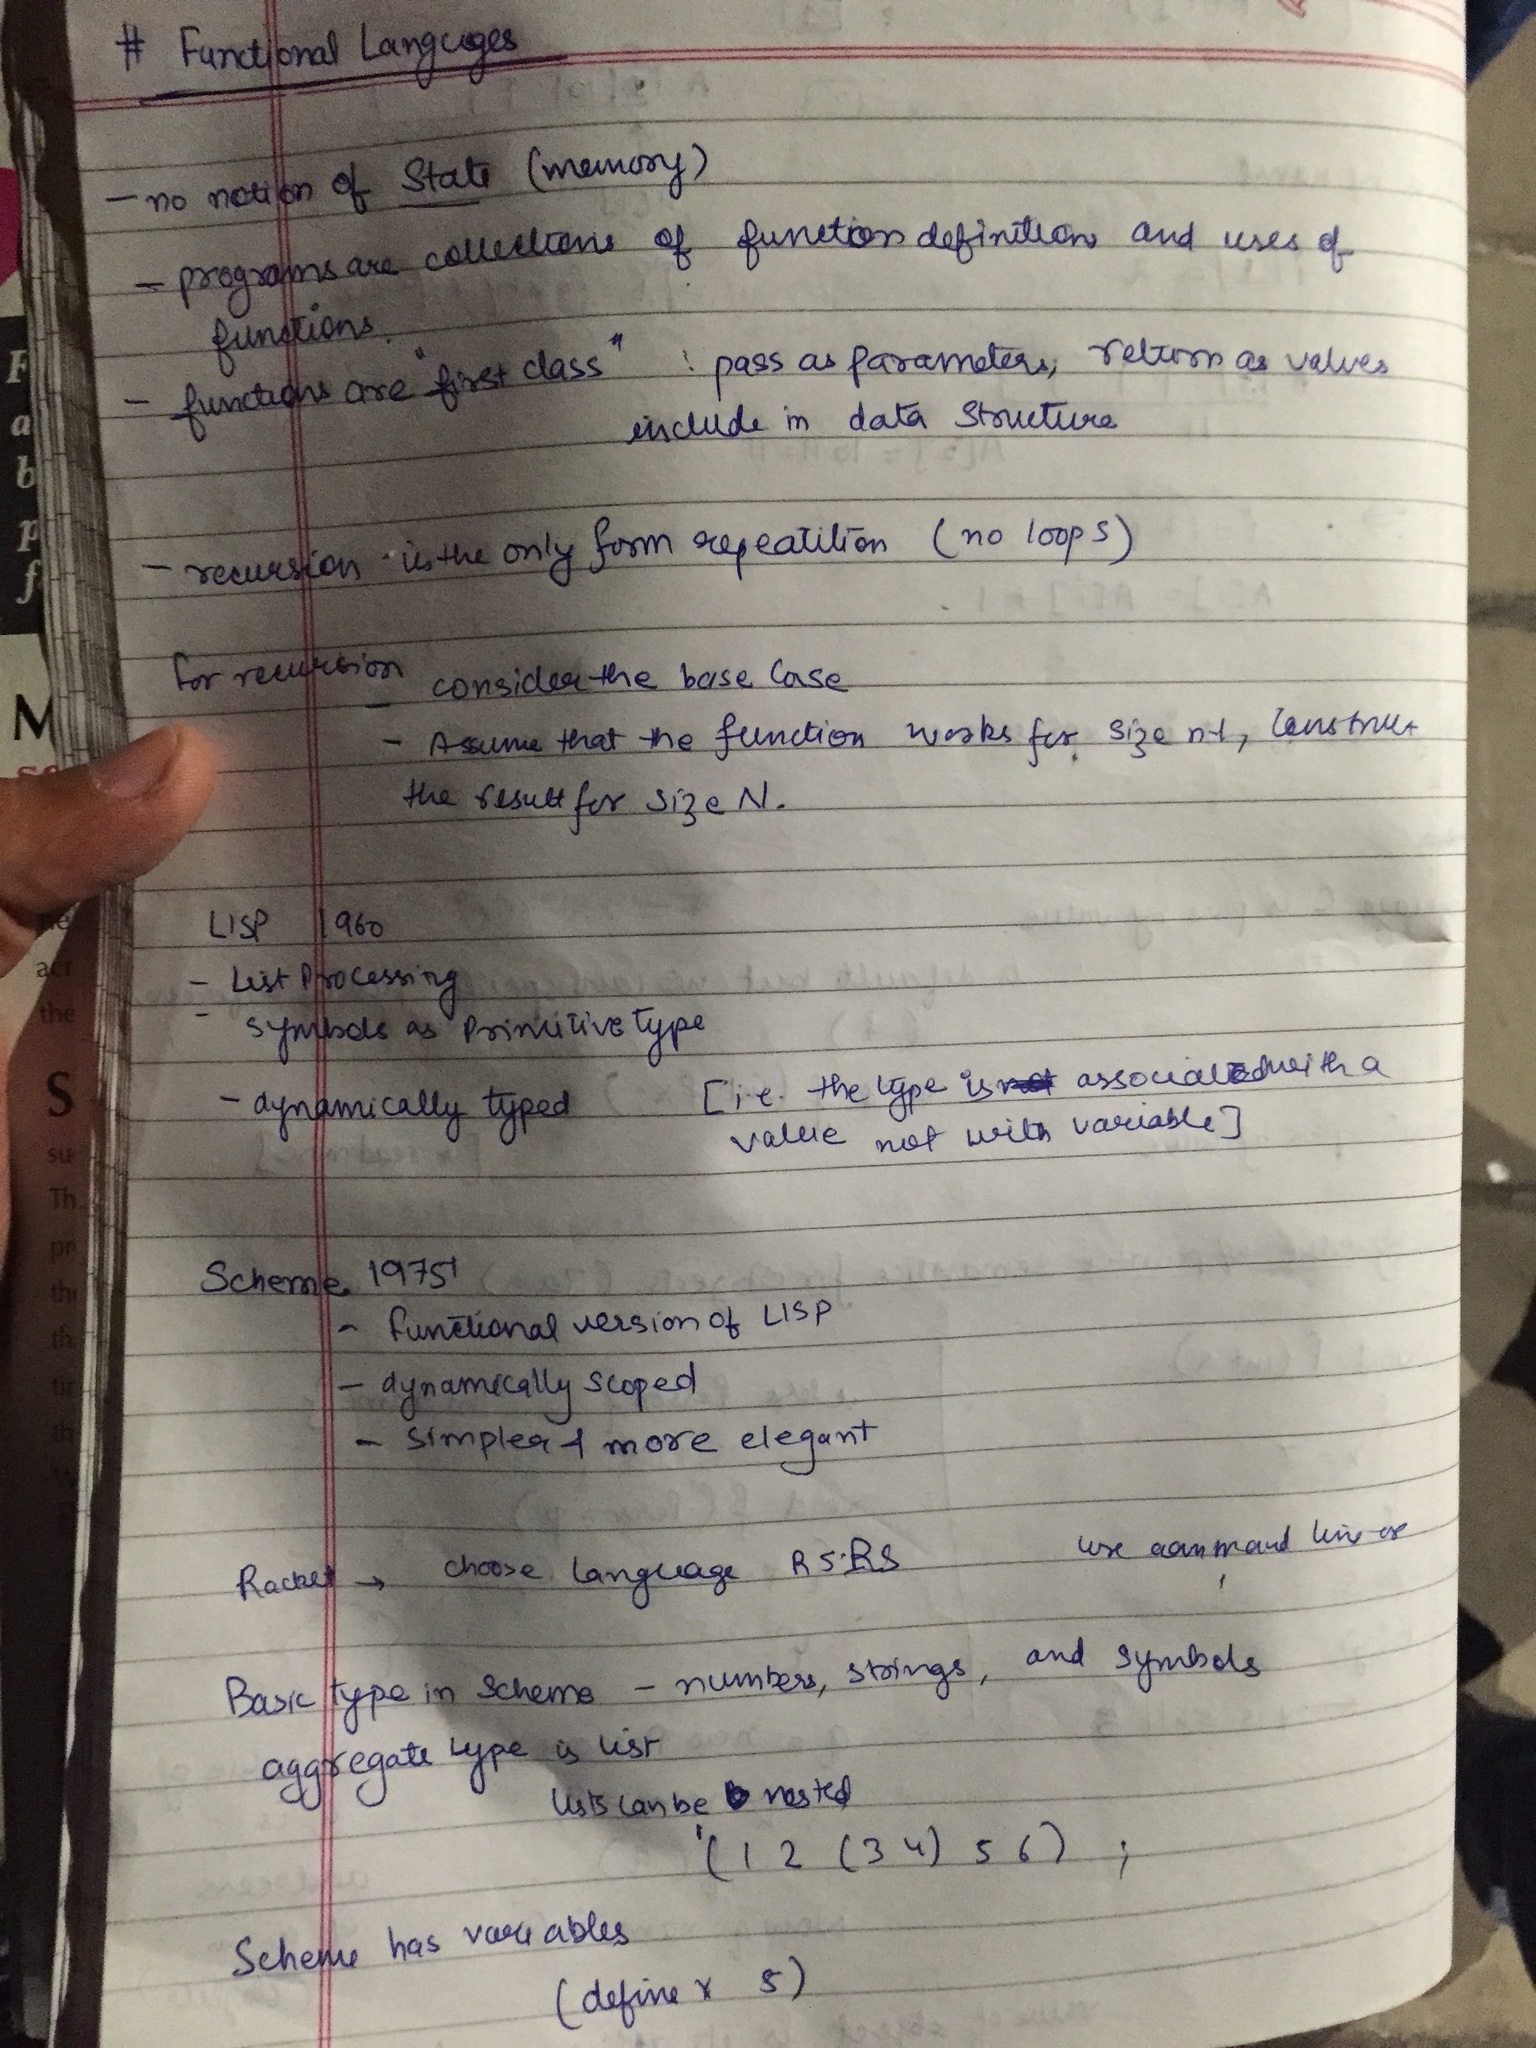 # Functional Languages
- no notion of State (memory)
- programs are collections of function definitions and uses of
functions.
- functions are "first class" : pass as parameters, return as values
include in data structure
- recursion is the only form repeatition (no loops)
for recursion
- consider the base case
- Assume that the function works for size n-1, construct
the result for size N.
LISP 1960
- List Processing
- symbols as primitive type
- dynamically typed [i.e. the type is associated with a
value not with variable]
Scheme 1975
- functional version of LISP
- dynamically scoped
- simpler & more elegant
Racket → choose language R5RS use command line or
Basic type in scheme - numbers, strings, and symbols
aggregate type is list
lists can be nested
'(1 2 (3 4) 5 6) ;
Scheme has variables
(define x 5)